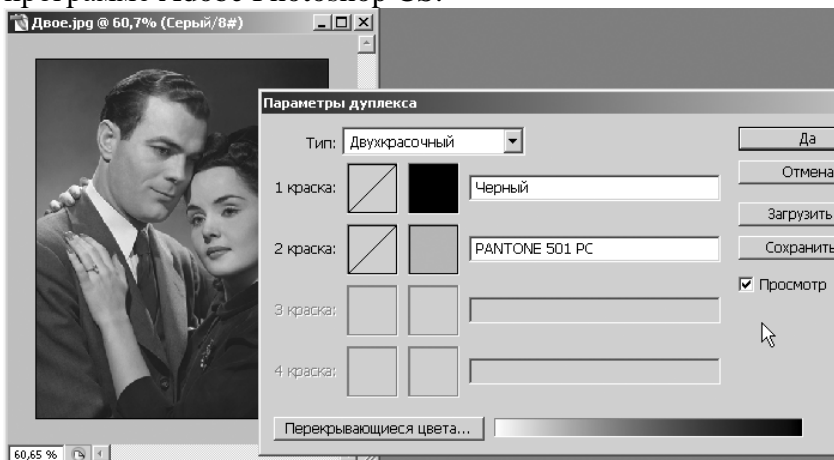 программе Adobe Photoshop CS.
Двое.jpg @ 60,7% (Серый/8#)
Параметры дуплекса
Тип: Двухкрасочный
Да
Отмена
1 краска: Черный
Загрузить
2 краска: PANTONE 501 PC
Сохранить
Просмотр
3 краска:
4 краска:
Перекрывающиеся цвета...
60,65 %